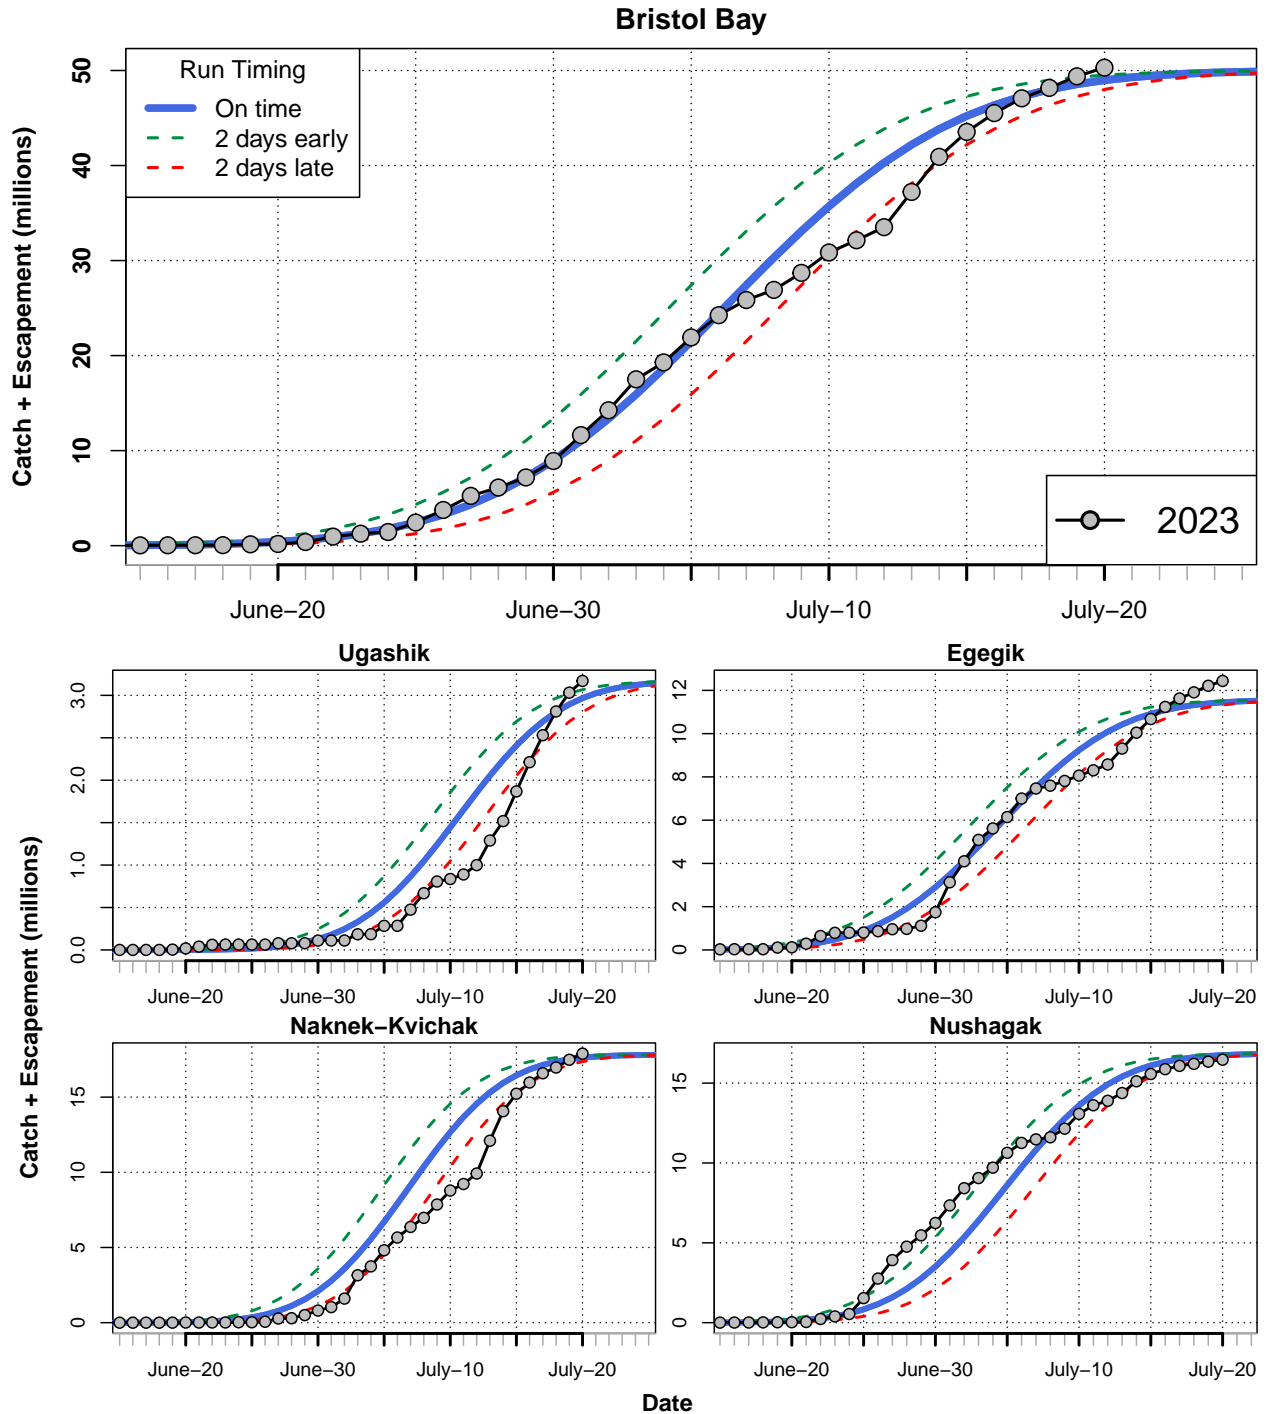 Bristol Bay
Run Timing
On time
2 days early
2 days late
Catch + Escapement (millions)
50
40
30
20
10
0
2023
June−20 June−30 July−10 July−20
Ugashik
3.0
2.0
1.0
0.0
June−20 June−30 July−10 July−20
Egegik
12
10
8
6
4
2
0
June−20 June−30 July−10 July−20
Catch + Escapement (millions)
Naknek−Kvichak
15
10
5
0
June−20 June−30 July−10 July−20
Nushagak
15
10
5
0
June−20 June−30 July−10 July−20
Date